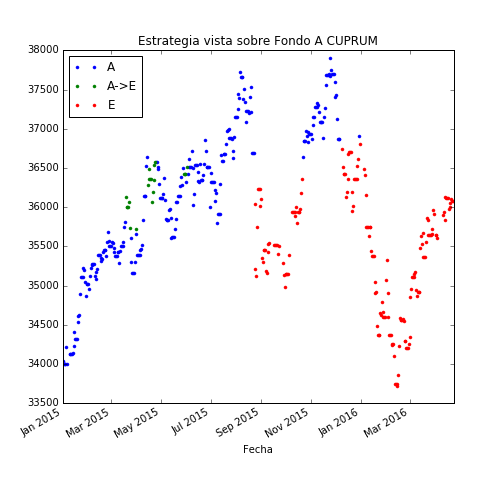 Estrategia vista sobre Fondo A CUPRUM
38000
37500
37000
36500
36000
35500
35000
34500
34000
33500
A
A->E
E
Jan 2015
Mar 2015
May 2015
Jul 2015
Sep 2015
Nov 2015
Jan 2016
Mar 2016
Fecha